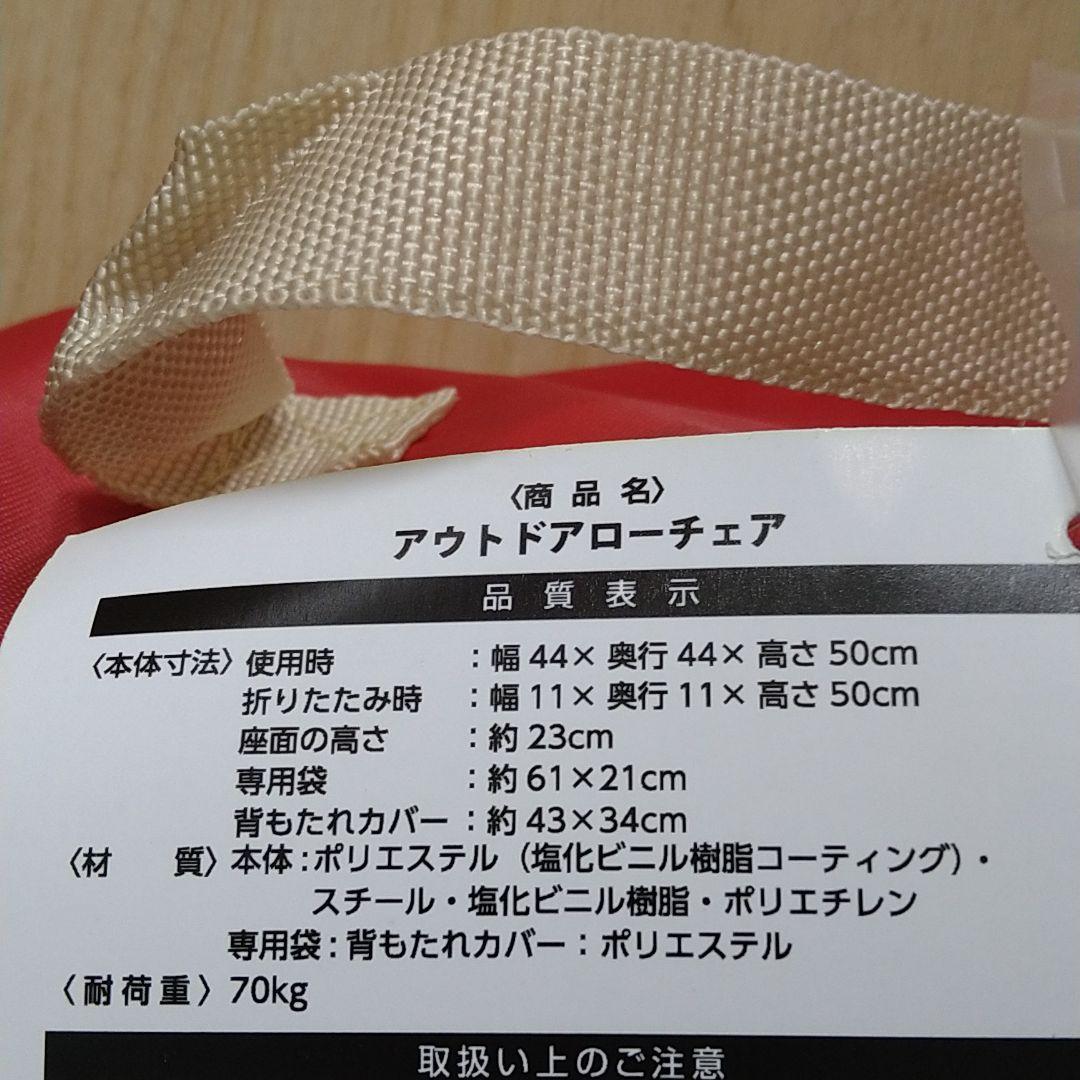 〈商品名〉
アウトドアローチェア
品質表示
〈本体寸法〉使用時 : 幅 44× 奥行 44× 高さ 50cm
折りたたみ時 : 幅 11× 奥行 11× 高さ 50cm
座面の高さ : 約 23cm
専用袋 : 約 61×21cm
背もたれカバー : 約 43×34cm
〈材 質〉本体 : ポリエステル（塩化ビニル樹脂コーティング）・
スチール・塩化ビニル樹脂・ポリエチレン
専用袋 : 背もたれカバー : ポリエステル
〈耐荷重〉70kg
取扱い上のご注意